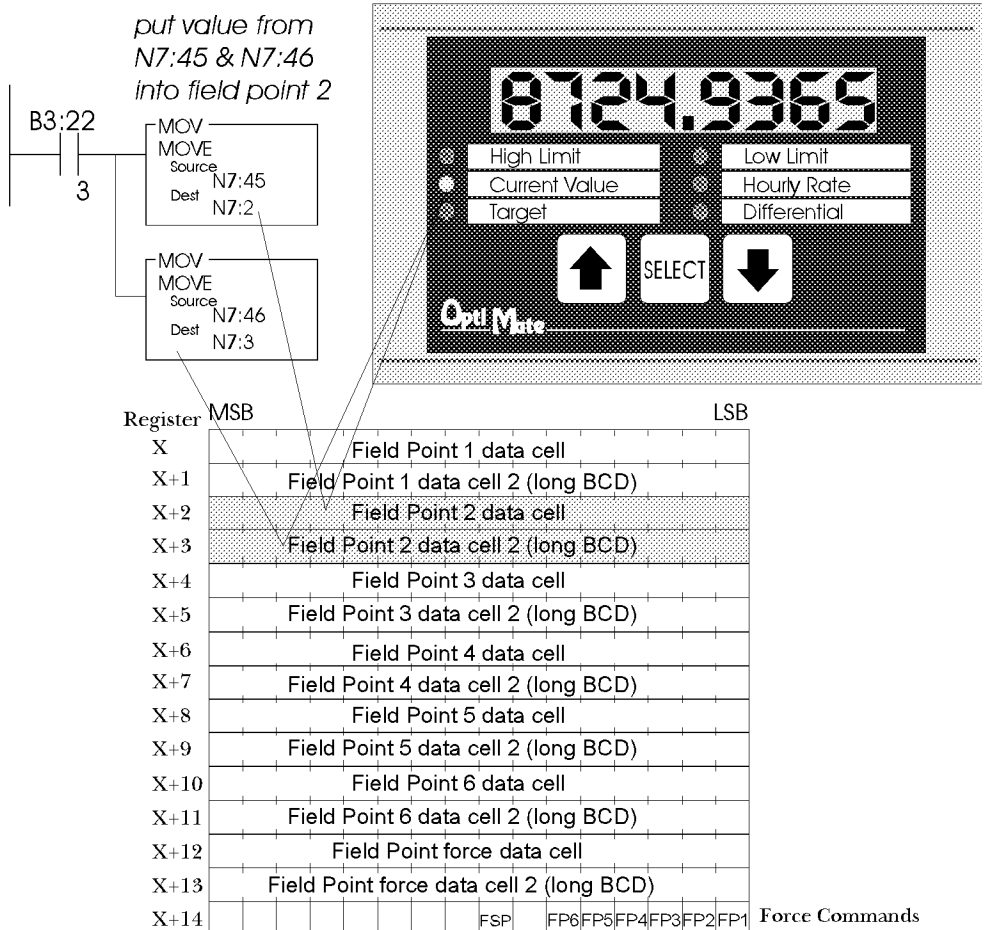 put value from
N7:45 & N7:46
into field point 2
B3:22
3
MOV
MOVE
Source
N7:45
Dest
N7:2
MOV
MOVE
Source
N7:46
Dest
N7:3
8724.9365
High Limit
Low Limit
Current Value
Hourly Rate
Target
Differential
SELECT
Opti Mate
Register MSB LSB
X Field Point 1 data cell
X+1 Field Point 1 data cell 2 (long BCD)
X+2 Field Point 2 data cell
X+3 Field Point 2 data cell 2 (long BCD)
X+4 Field Point 3 data cell
X+5 Field Point 3 data cell 2 (long BCD)
X+6 Field Point 4 data cell
X+7 Field Point 4 data cell 2 (long BCD)
X+8 Field Point 5 data cell
X+9 Field Point 5 data cell 2 (long BCD)
X+10 Field Point 6 data cell
X+11 Field Point 6 data cell 2 (long BCD)
X+12 Field Point force data cell
X+13 Field Point force data cell 2 (long BCD)
X+14 FSP FP6 FP5 FP4 FP3 FP2 FP1 Force Commands